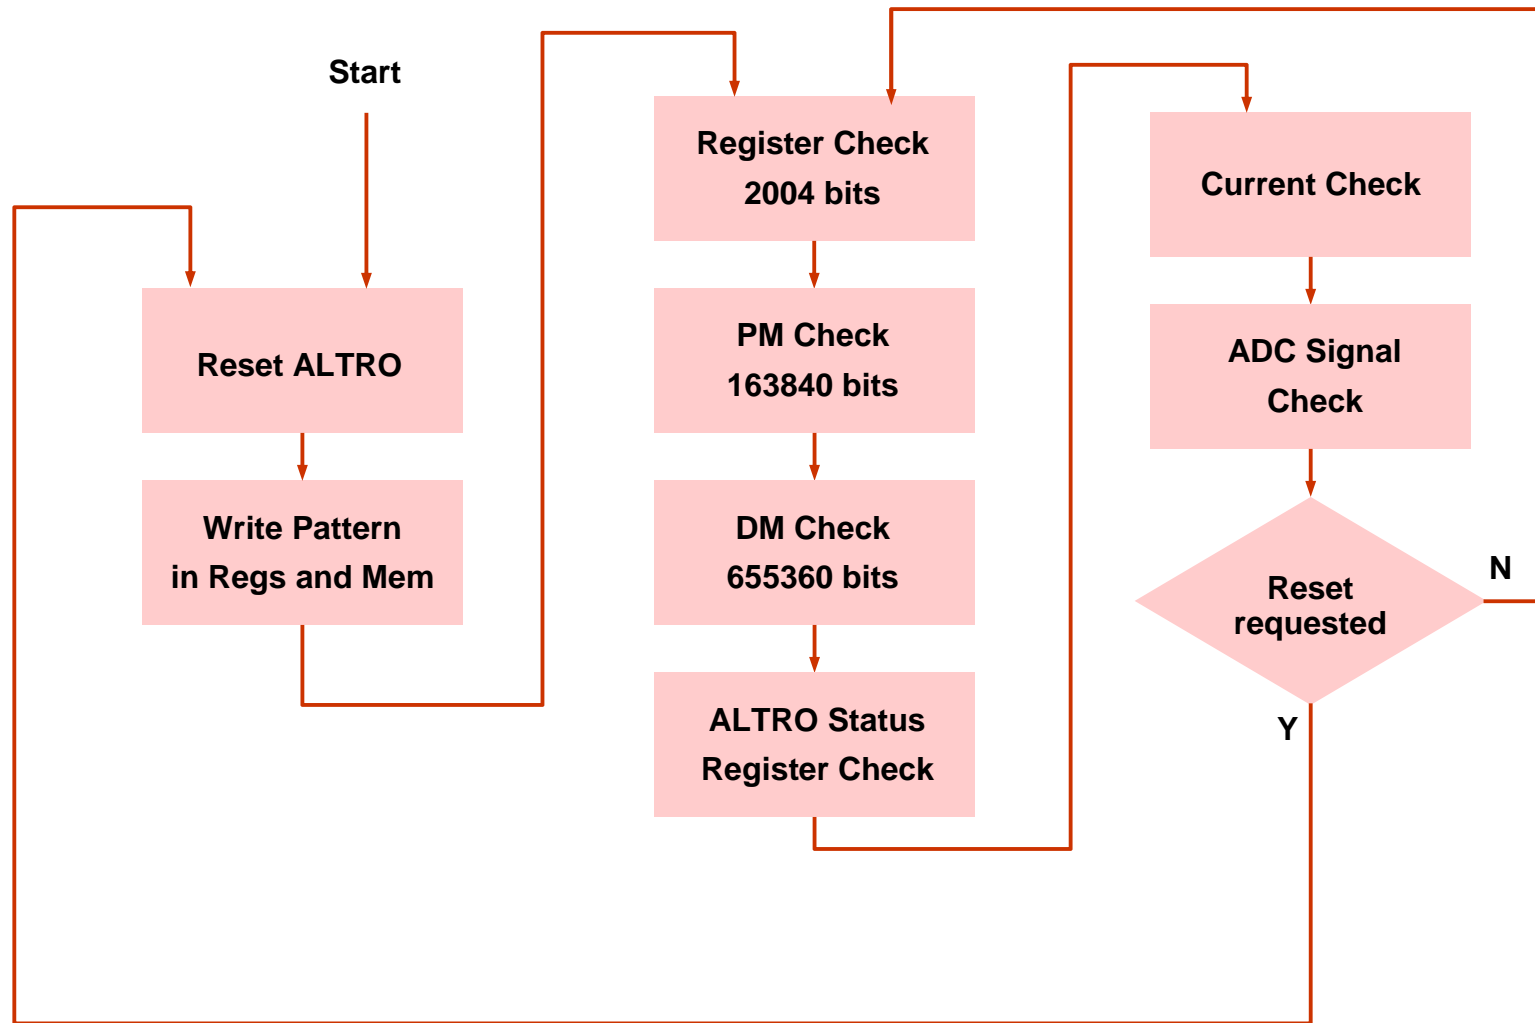 Start
Reset ALTRO
Write Pattern
in Regs and Mem
Register Check
2004 bits
PM Check
163840 bits
DM Check
655360 bits
ALTRO Status
Register Check
Current Check
ADC Signal
Check
Reset
requested
N
Y